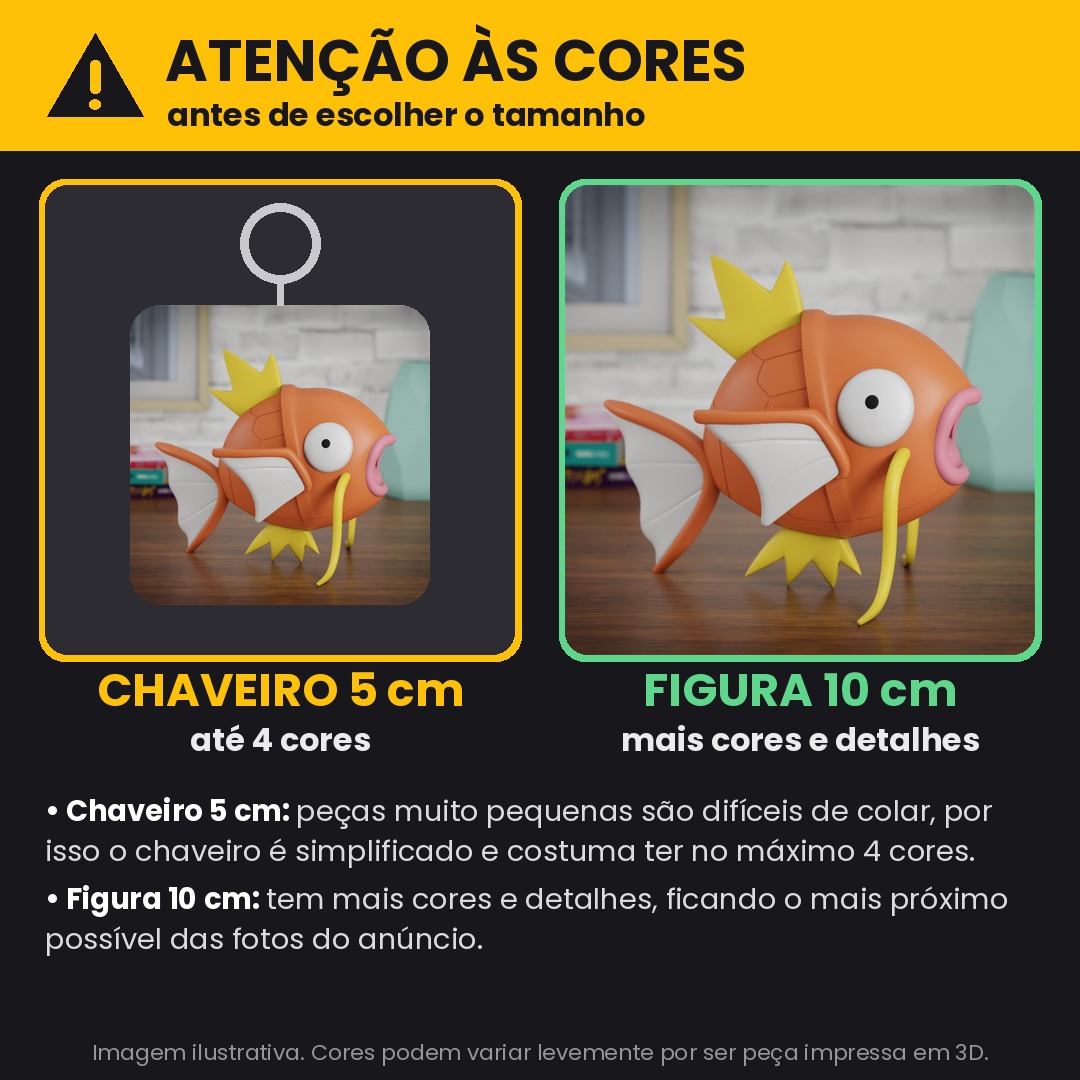 ATENÇÃO ÀS CORES
antes de escolher o tamanho
CHAVEIRO 5 cm
até 4 cores
FIGURA 10 cm
mais cores e detalhes
• Chaveiro 5 cm: peças muito pequenas são difíceis de colar, por
isso o chaveiro é simplificado e costuma ter no máximo 4 cores.
• Figura 10 cm: tem mais cores e detalhes, ficando o mais próximo
possível das fotos do anúncio.
Imagem ilustrativa. Cores podem variar levemente por ser peça impressa em 3D.